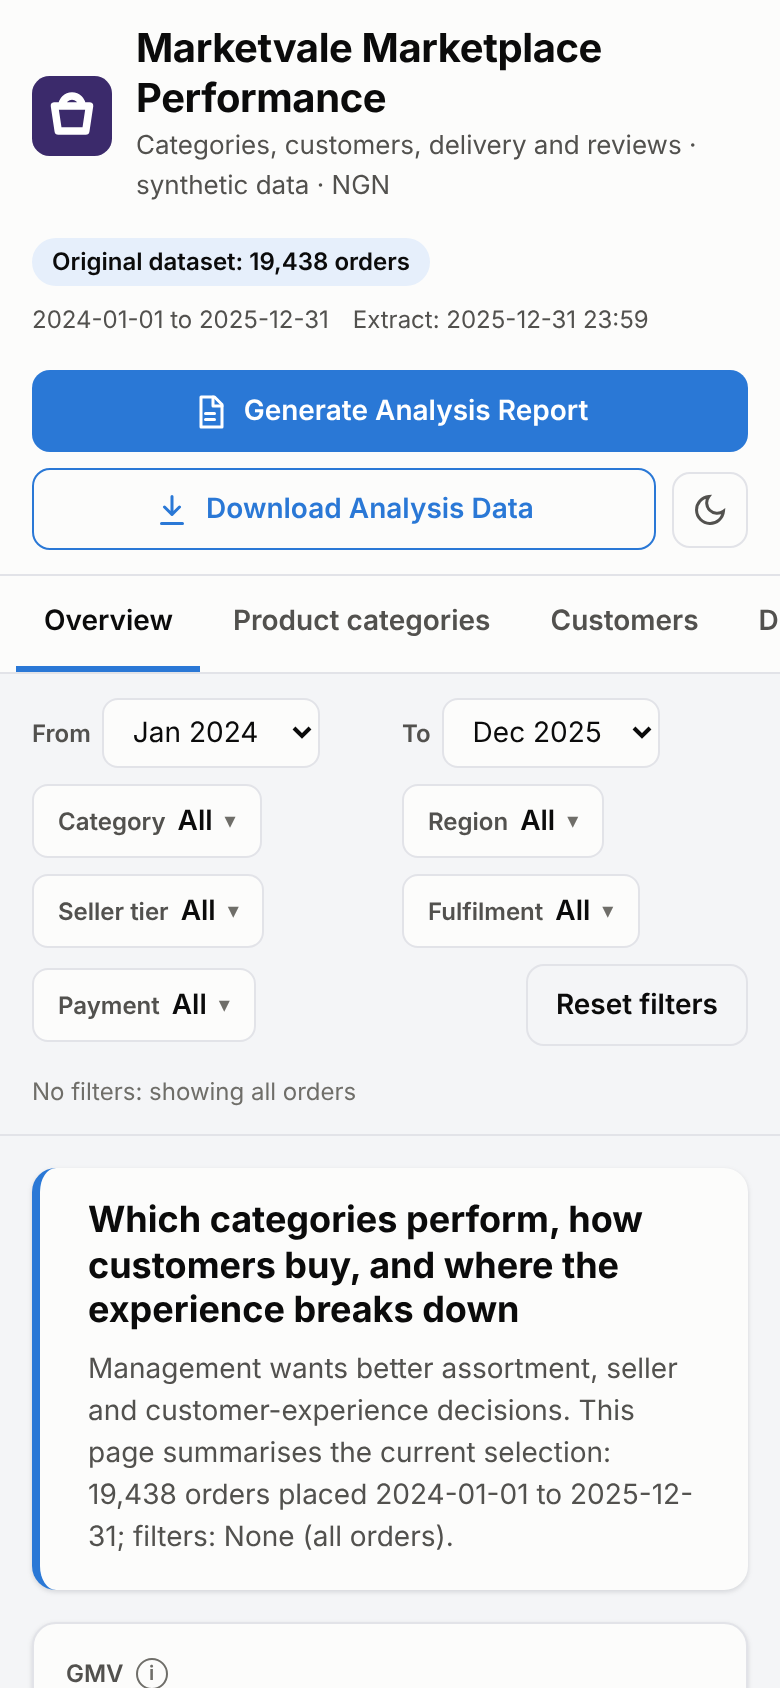 Marketvale Marketplace
Performance
Categories, customers, delivery and reviews ·
synthetic data · NGN
Original dataset: 19,438 orders
2024-01-01 to 2025-12-31 Extract: 2025-12-31 23:59
Generate Analysis Report
Download Analysis Data
Overview Product categories Customers D
From Jan 2024 To Dec 2025
Category All ▾ Region All ▾
Seller tier All ▾ Fulfilment All ▾
Payment All ▾ Reset filters
No filters: showing all orders
Which categories perform, how
customers buy, and where the
experience breaks down
Management wants better assortment, seller
and customer-experience decisions. This
page summarises the current selection:
19,438 orders placed 2024-01-01 to 2025-12-
31; filters: None (all orders).
GMV i